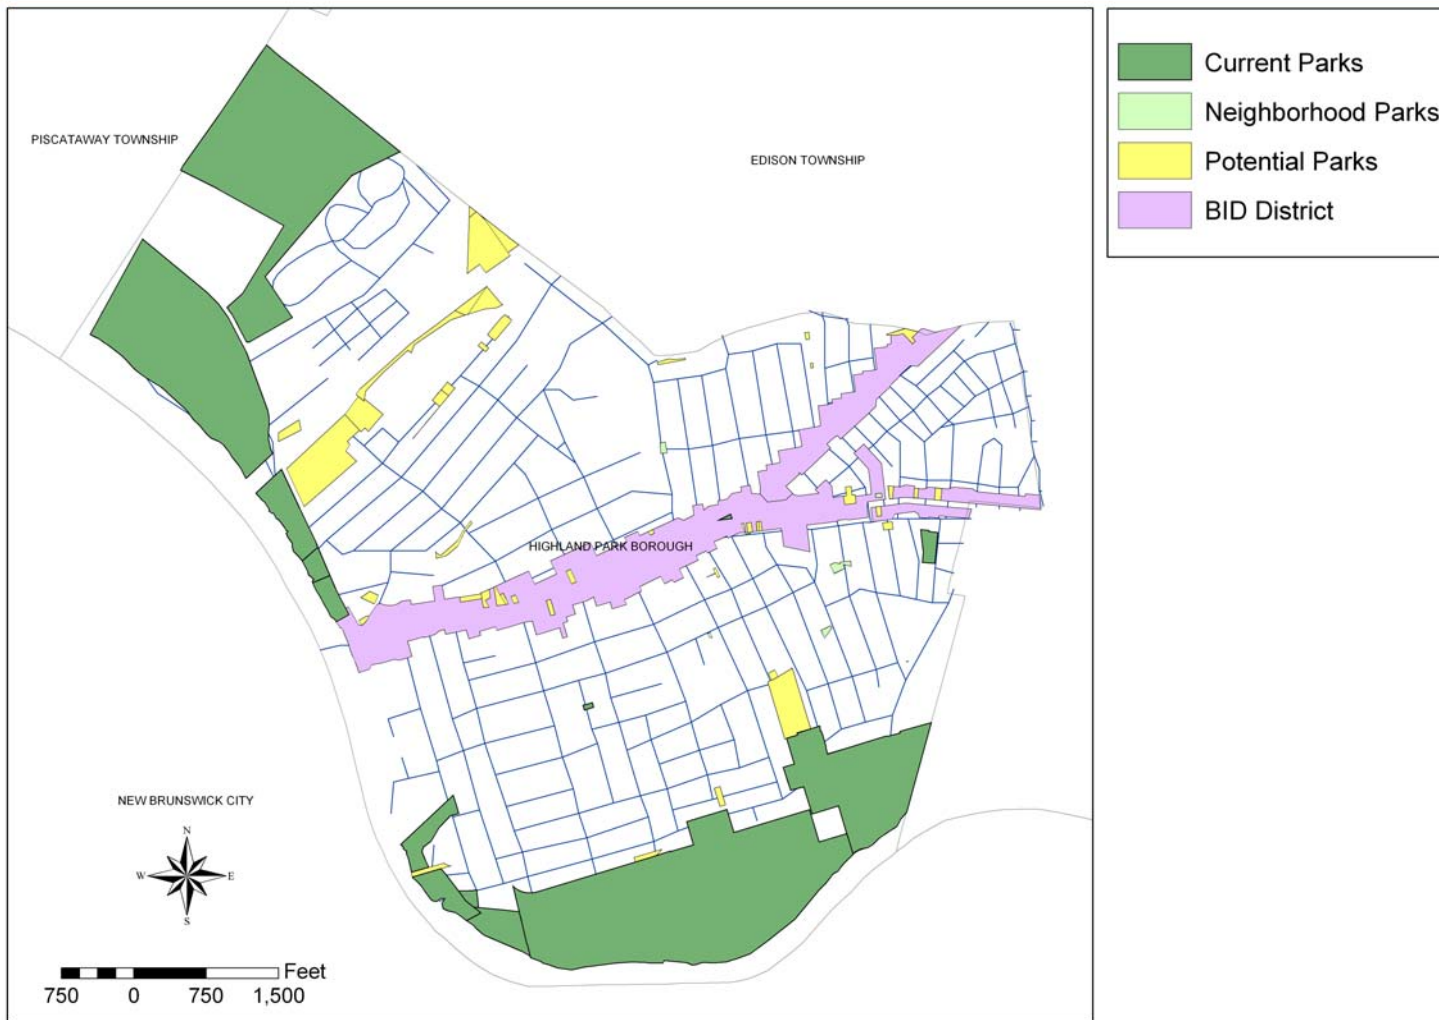 PISCATAWAY TOWNSHIP
EDISON TOWNSHIP
HIGHLAND PARK BOROUGH
NEW BRUNSWICK CITY
N
W
E
S
Feet
750 0 750 1,500
Current Parks
Neighborhood Parks
Potential Parks
BID District